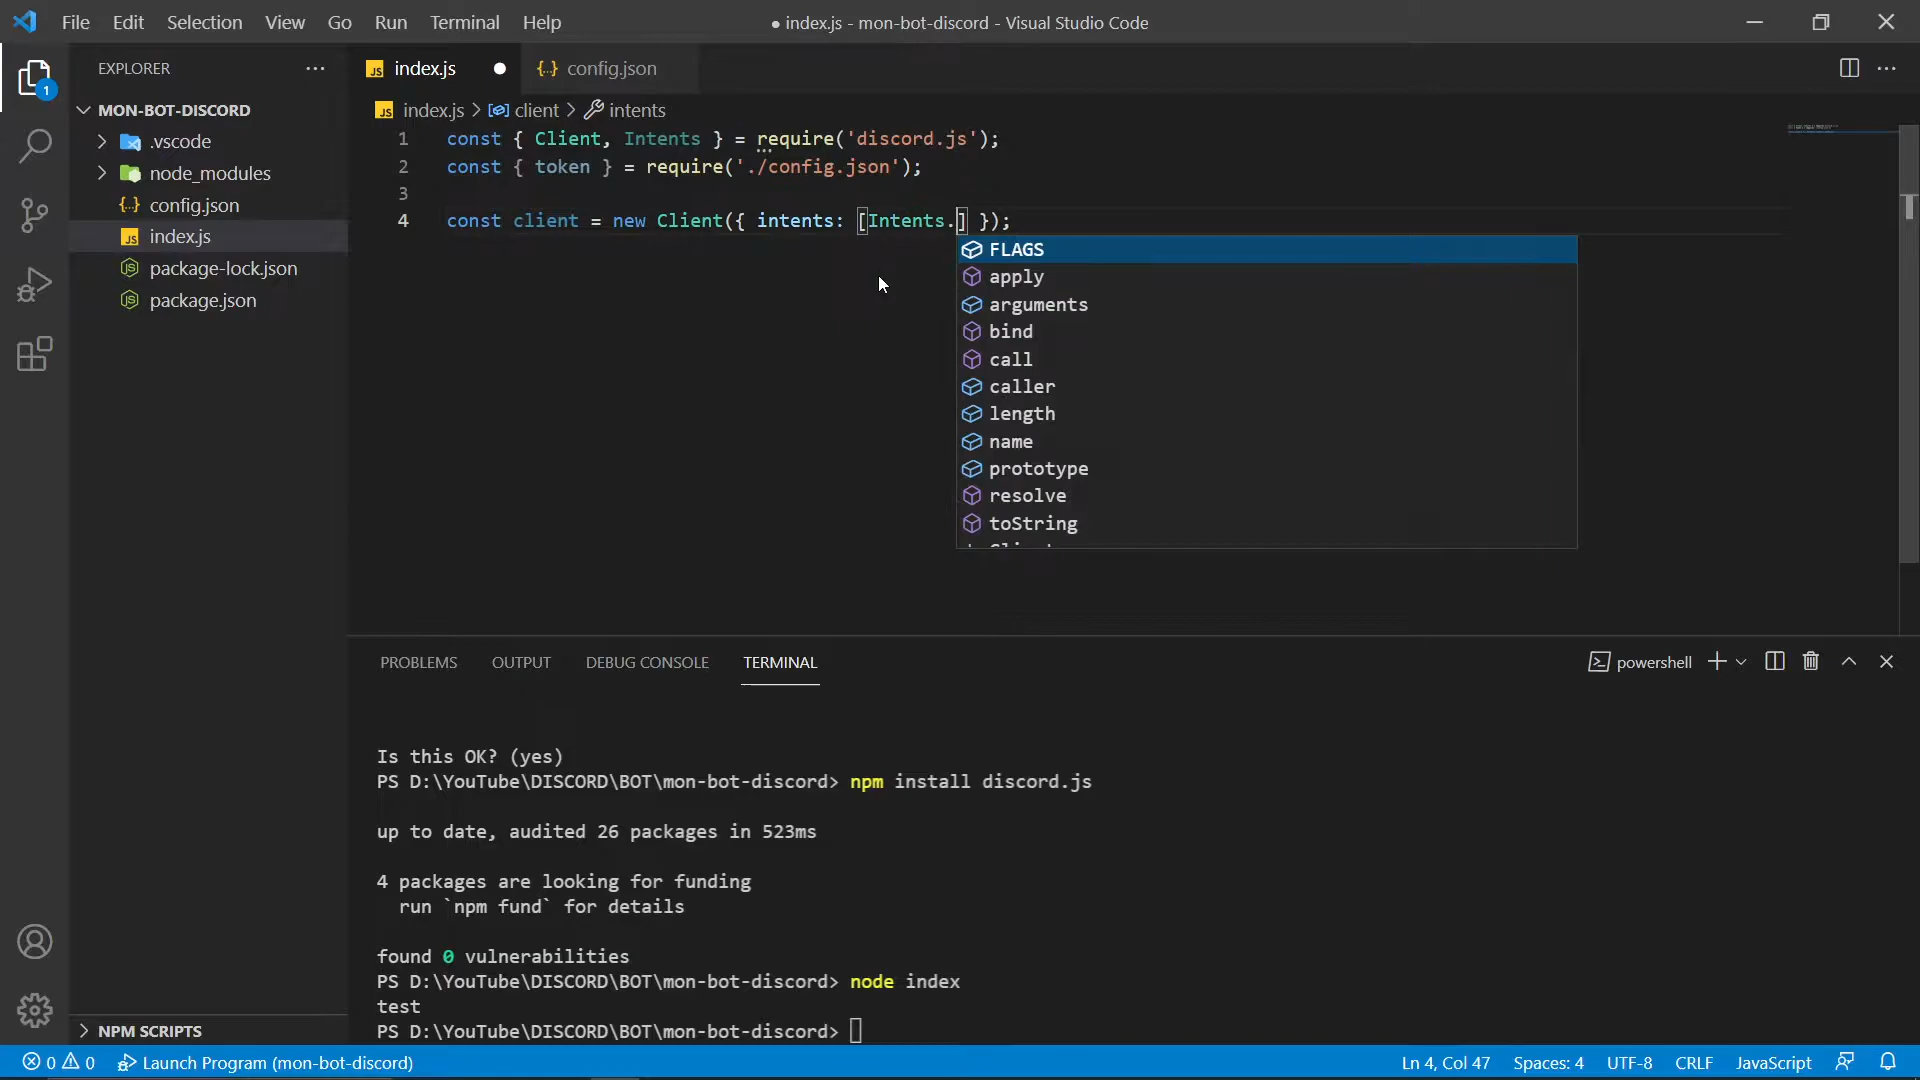 File Edit Selection View Go Run Terminal Help
● index.js - mon-bot-discord - Visual Studio Code
EXPLORER
JS index.js ● {..} config.json
1
MON-BOT-DISCORD
JS index.js > client > intents
.vscode
node_modules
{..} config.json
JS index.js
package-lock.json
package.json
1 const { Client, Intents } = require('discord.js');
2 const { token } = require('./config.json');
3
4 const client = new Client({ intents: [Intents.] });
FLAGS
apply
arguments
bind
call
caller
length
name
prototype
resolve
toString
PROBLEMS OUTPUT DEBUG CONSOLE TERMINAL
powershell
Is this OK? (yes)
PS D:\YouTube\DISCORD\BOT\mon-bot-discord> npm install discord.js
up to date, audited 26 packages in 523ms
4 packages are looking for funding
run `npm fund` for details
found 0 vulnerabilities
PS D:\YouTube\DISCORD\BOT\mon-bot-discord> node index
test
PS D:\YouTube\DISCORD\BOT\mon-bot-discord>
NPM SCRIPTS
0 0 Launch Program (mon-bot-discord)
Ln 4, Col 47 Spaces: 4 UTF-8 CRLF JavaScript